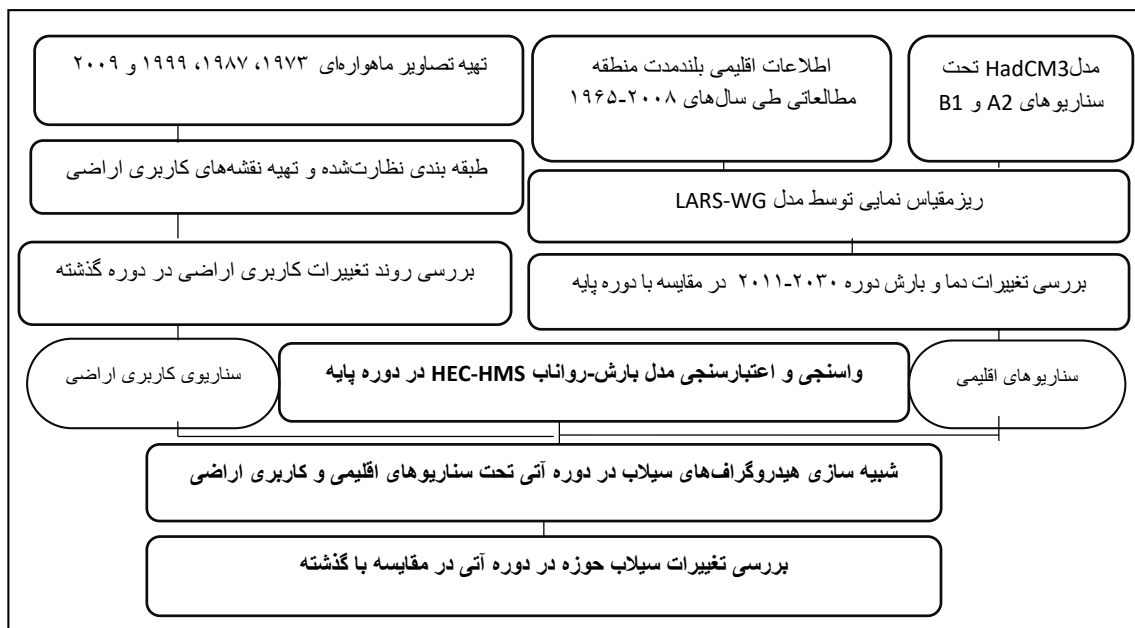 مدل HadCM3 تحت
سناریوهای A2 و B1
اطلاعات اقلیمی بلندمدت منطقه
مطالعاتی طی سال‌های ۲۰۰۸-۱۹۶۵
تهیه تصاویر ماهواره‌ای ۱۹۷۳، ۱۹۸۷، ۱۹۹۹ و ۲۰۰۹
ریزمقیاس نمایی توسط مدل LARS-WG
طبقه بندی نظارت‌شده و تهیه نقشه‌های کاربری اراضی
بررسی تغییرات دما و بارش دوره ۲۰۳۰-۲۰۱۱ در مقایسه با دوره پایه
بررسی روند تغییرات کاربری اراضی در دوره گذشته
سناریوهای اقلیمی
واسنجی و اعتبارسنجی مدل بارش-رواناب HEC-HMS در دوره پایه
سناریوی کاربری اراضی
شبیه سازی هیدروگراف‌های سیلاب در دوره آتی تحت سناریوهای اقلیمی و کاربری اراضی
بررسی تغییرات سیلاب حوزه در دوره آتی در مقایسه با گذشته